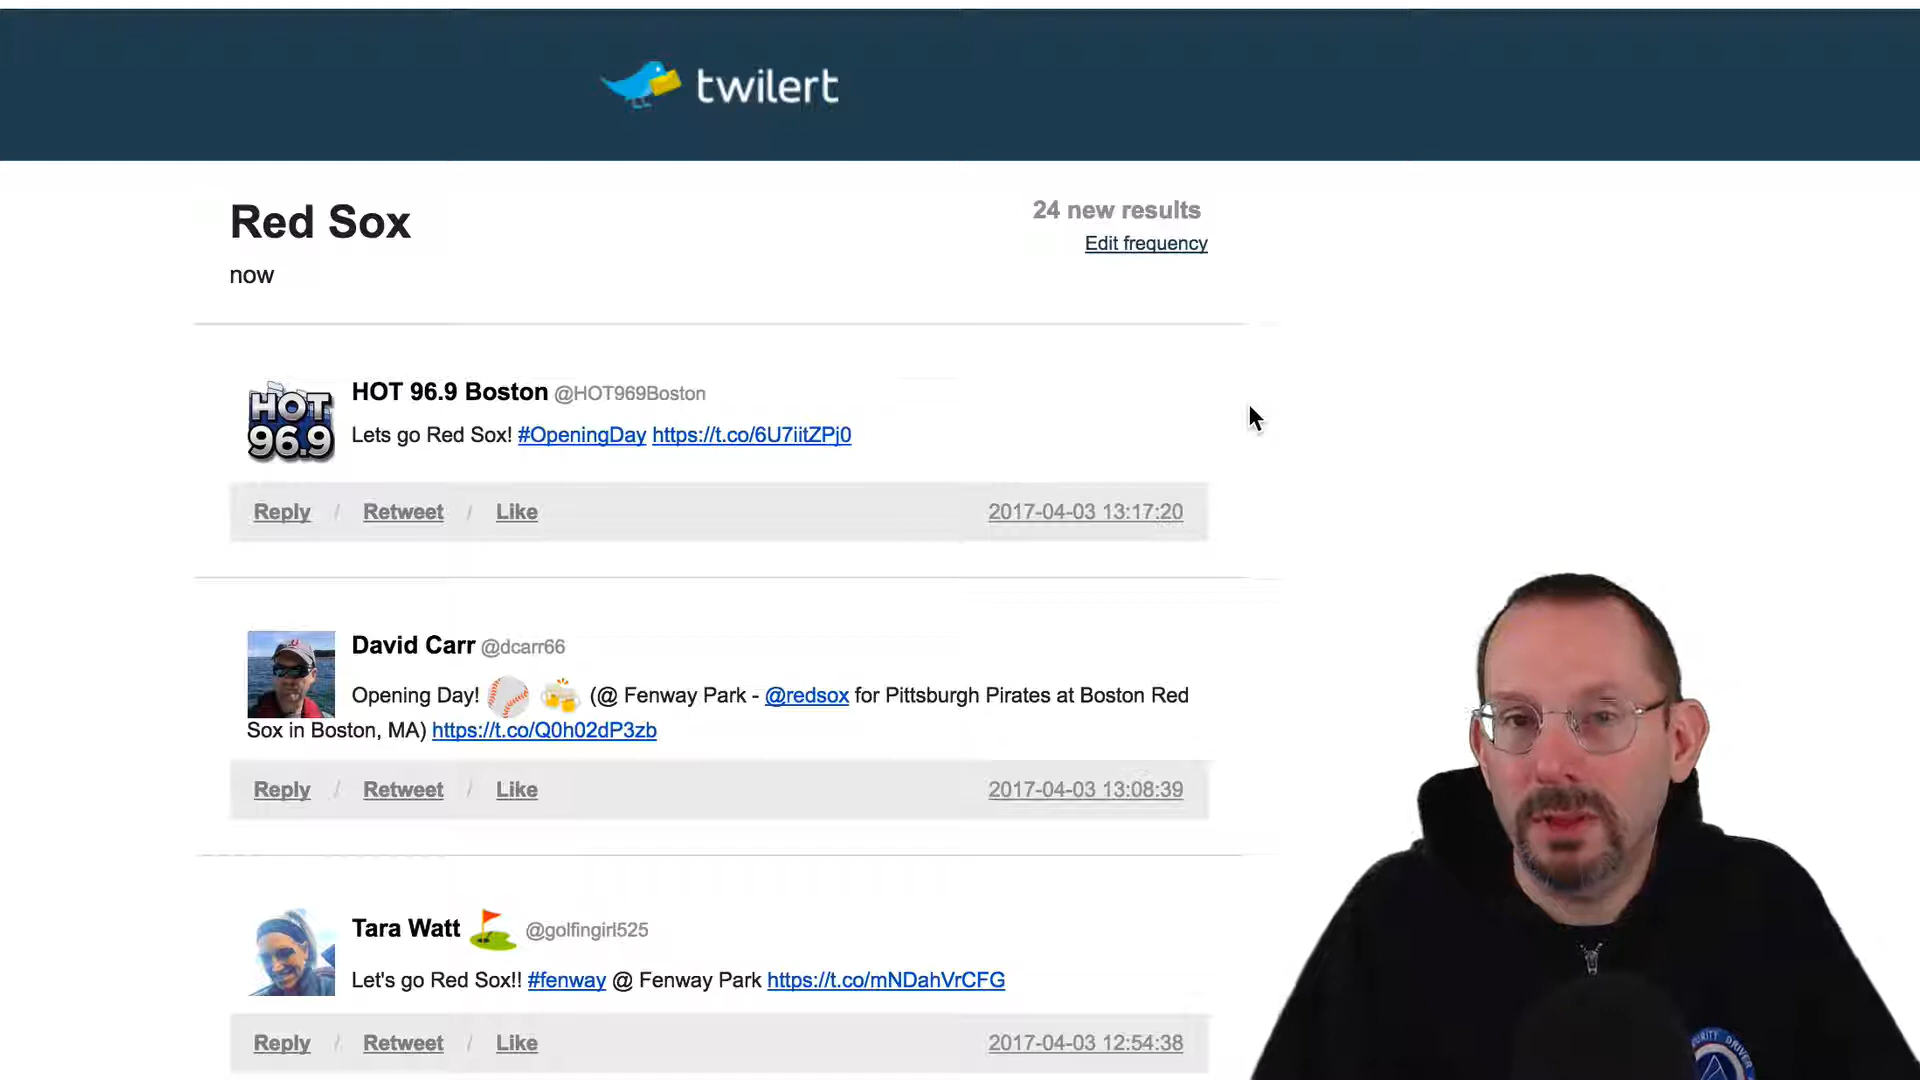 twilert
Red Sox
24 new results
Edit frequency
now
HOT 96.9
HOT 96.9 Boston @HOT969Boston
Lets go Red Sox! #OpeningDay https://t.co/6U7iitZPj0
Reply / Retweet / Like 2017-04-03 13:17:20
David Carr @dcarr66
Opening Day! (@ Fenway Park - @redsox for Pittsburgh Pirates at Boston Red
Sox in Boston, MA) https://t.co/Q0h02dP3zb
Reply / Retweet / Like 2017-04-03 13:08:39
Tara Watt @golfingirl525
Let's go Red Sox!! #fenway @ Fenway Park https://t.co/mNDahVrCFG
Reply / Retweet / Like 2017-04-03 12:54:38
DRIVER